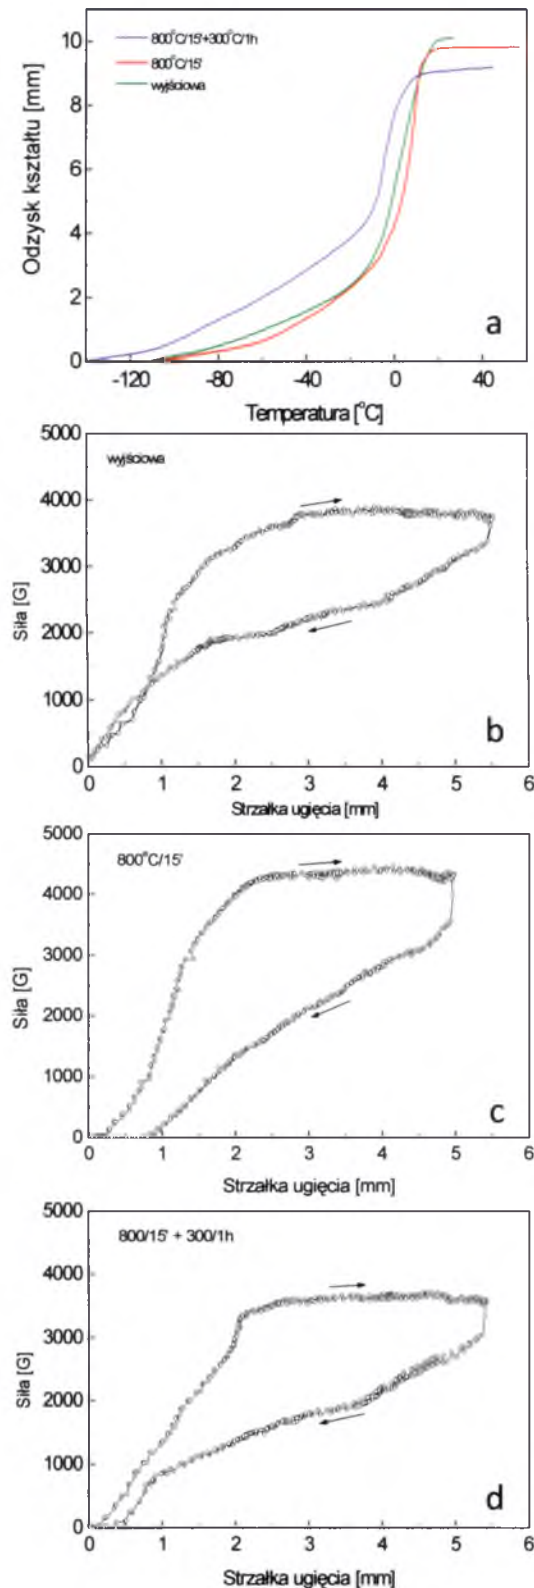 10
8
6
4
2
0
Odzysk kształtu [mm]
800°C/15'+300°C/1h
800°C/15'
wyjściowa
a
-120 -80 -40 0 40
Temperatura [°C]
5000
4000
3000
2000
1000
0
Siła [G]
wyjściowa
b
0 1 2 3 4 5 6
Strzałka ugięcia [mm]
5000
4000
3000
2000
1000
0
Siła [G]
800°C/15'
c
0 1 2 3 4 5 6
Strzałka ugięcia [mm]
5000
4000
3000
2000
1000
0
Siła [G]
800/15' + 300/1h
d
0 1 2 3 4 5 6
Strzałka ugięcia [mm]